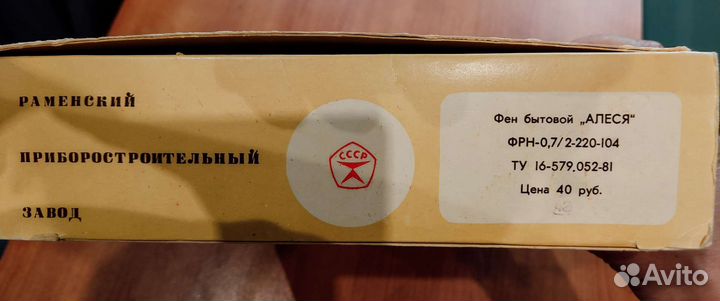 РАМЕНСКИЙ
ПРИБОРОСТРОИТЕЛЬНЫЙ
ЗАВОД
СССР
Фен бытовой „АЛЕСЯ“
ФРН-0,7/2-220-104
ТУ 16-579.052-81
Цена 40 руб.
Avito